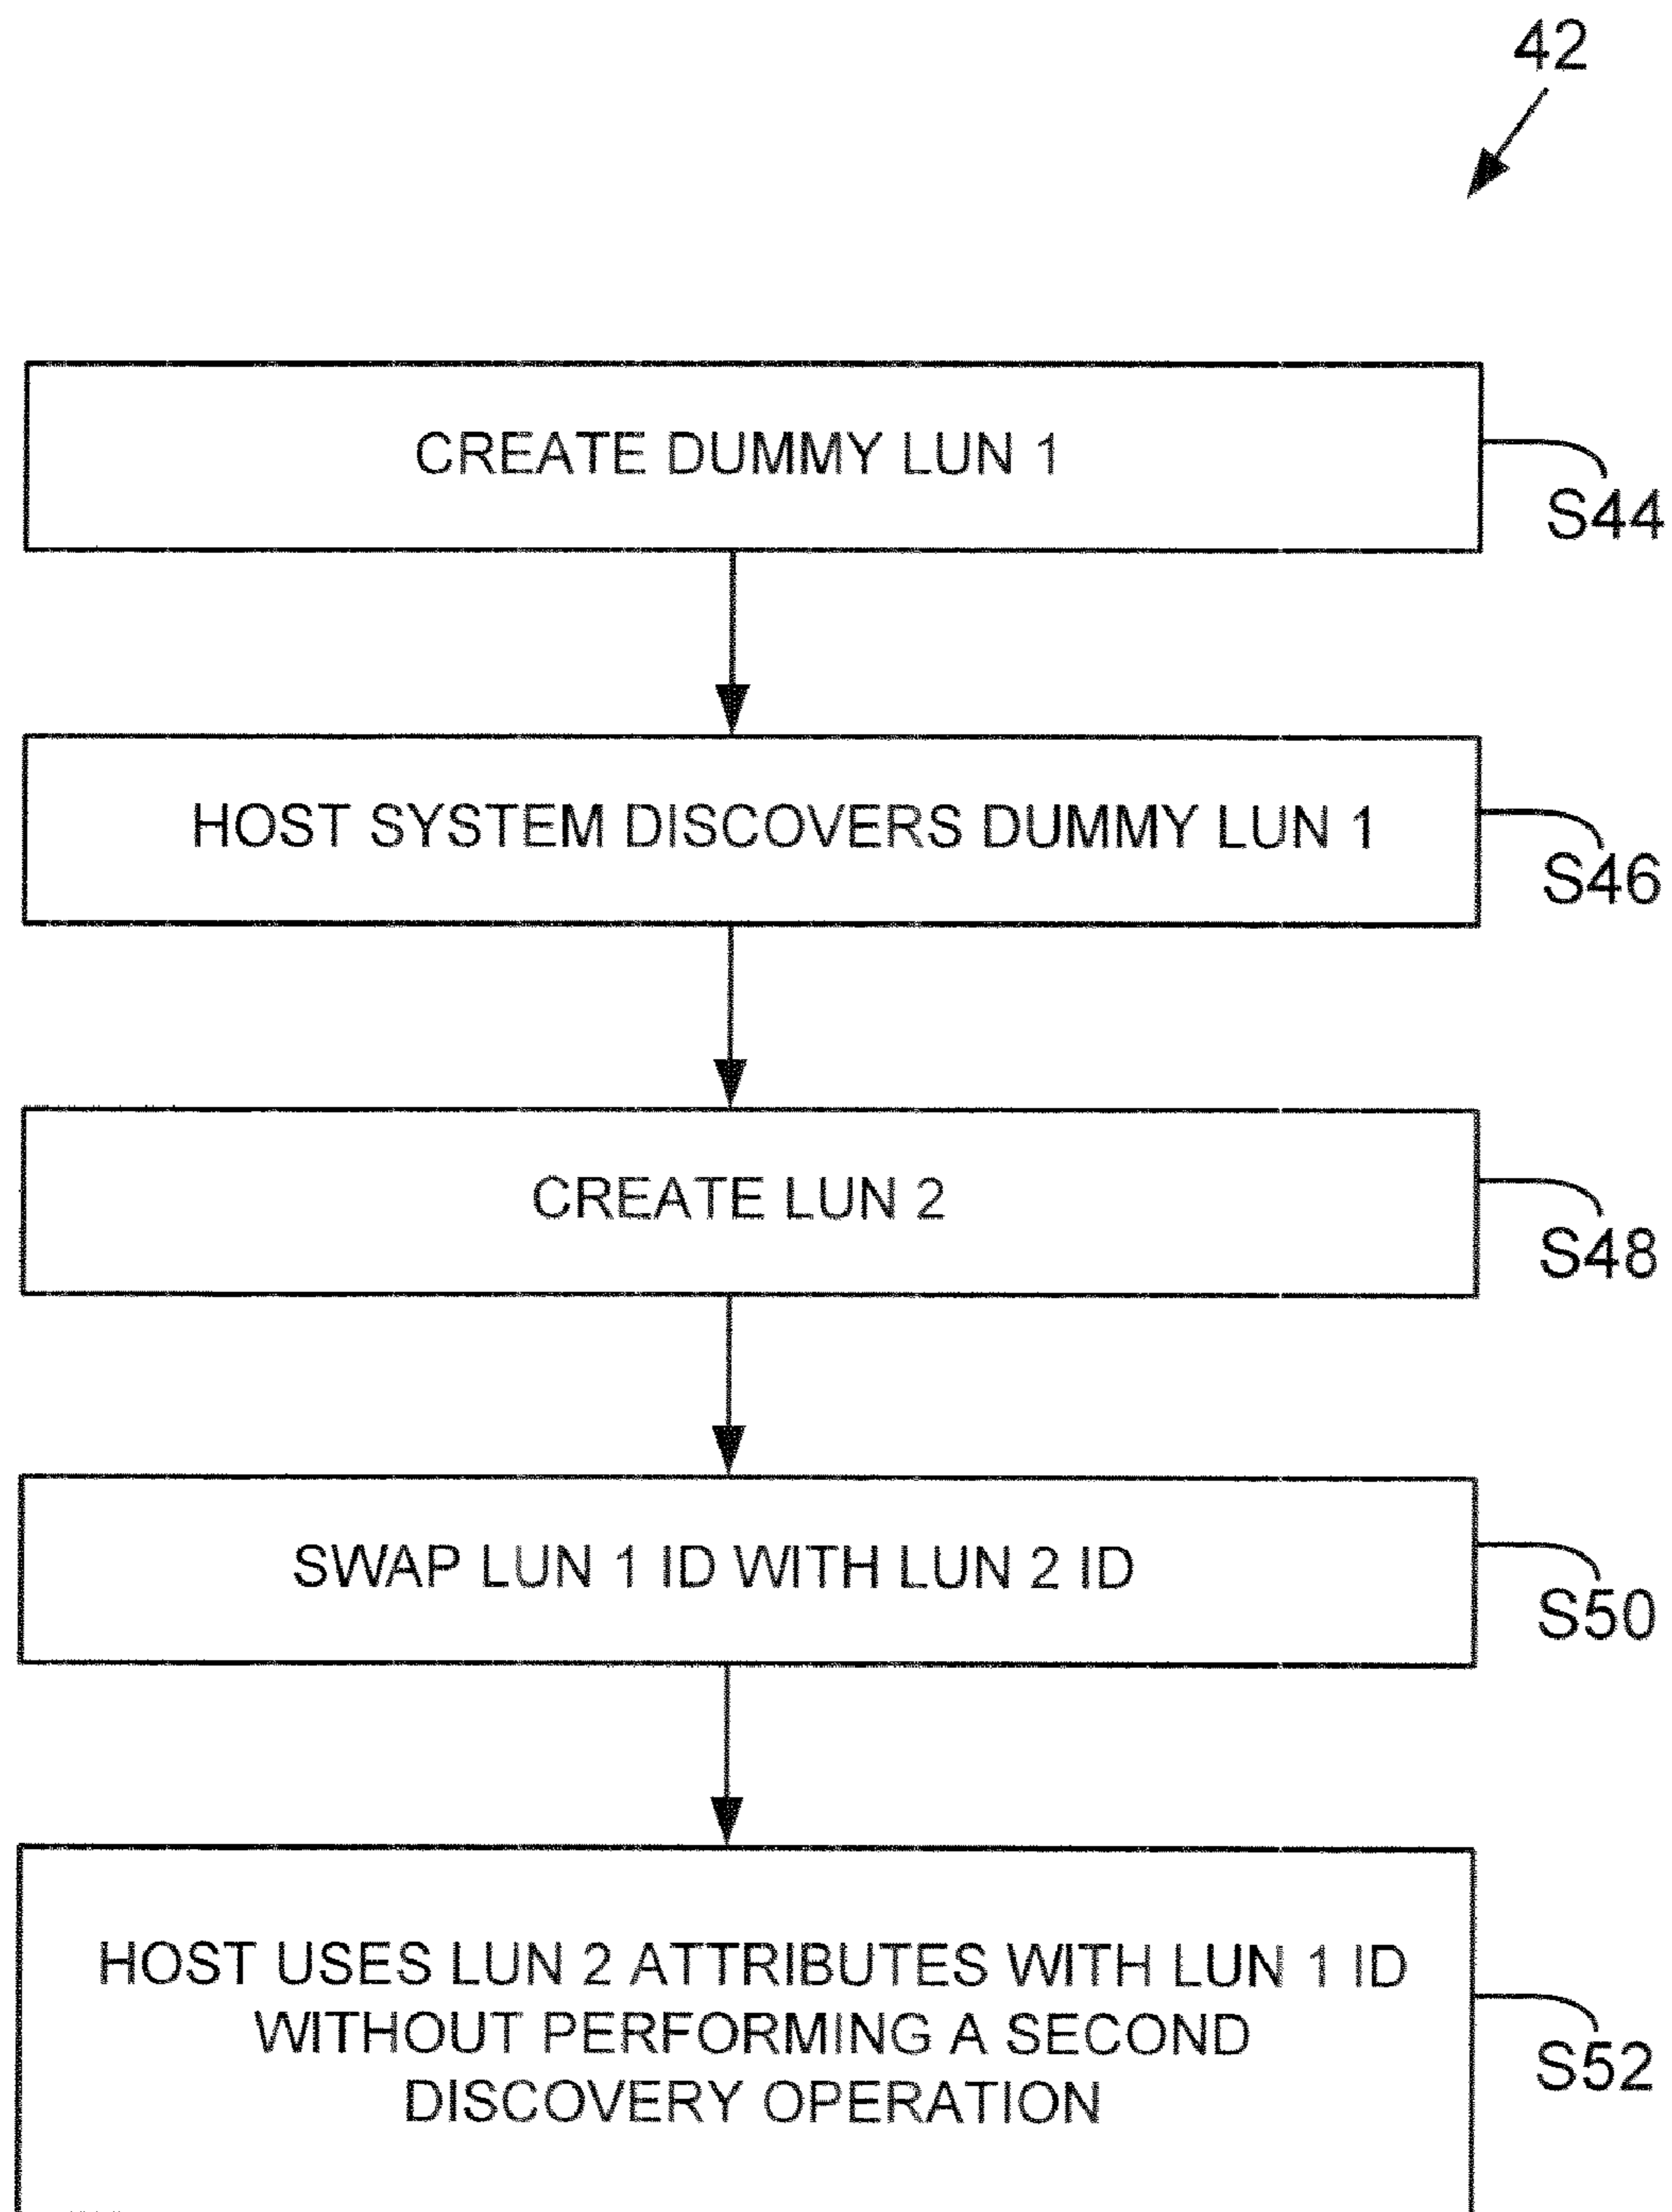 42
CREATE DUMMY LUN 1
S44
HOST SYSTEM DISCOVERS DUMMY LUN 1
S46
CREATE LUN 2
S48
SWAP LUN 1 ID WITH LUN 2 ID
S50
HOST USES LUN 2 ATTRIBUTES WITH LUN 1 ID
WITHOUT PERFORMING A SECOND
DISCOVERY OPERATION
S52